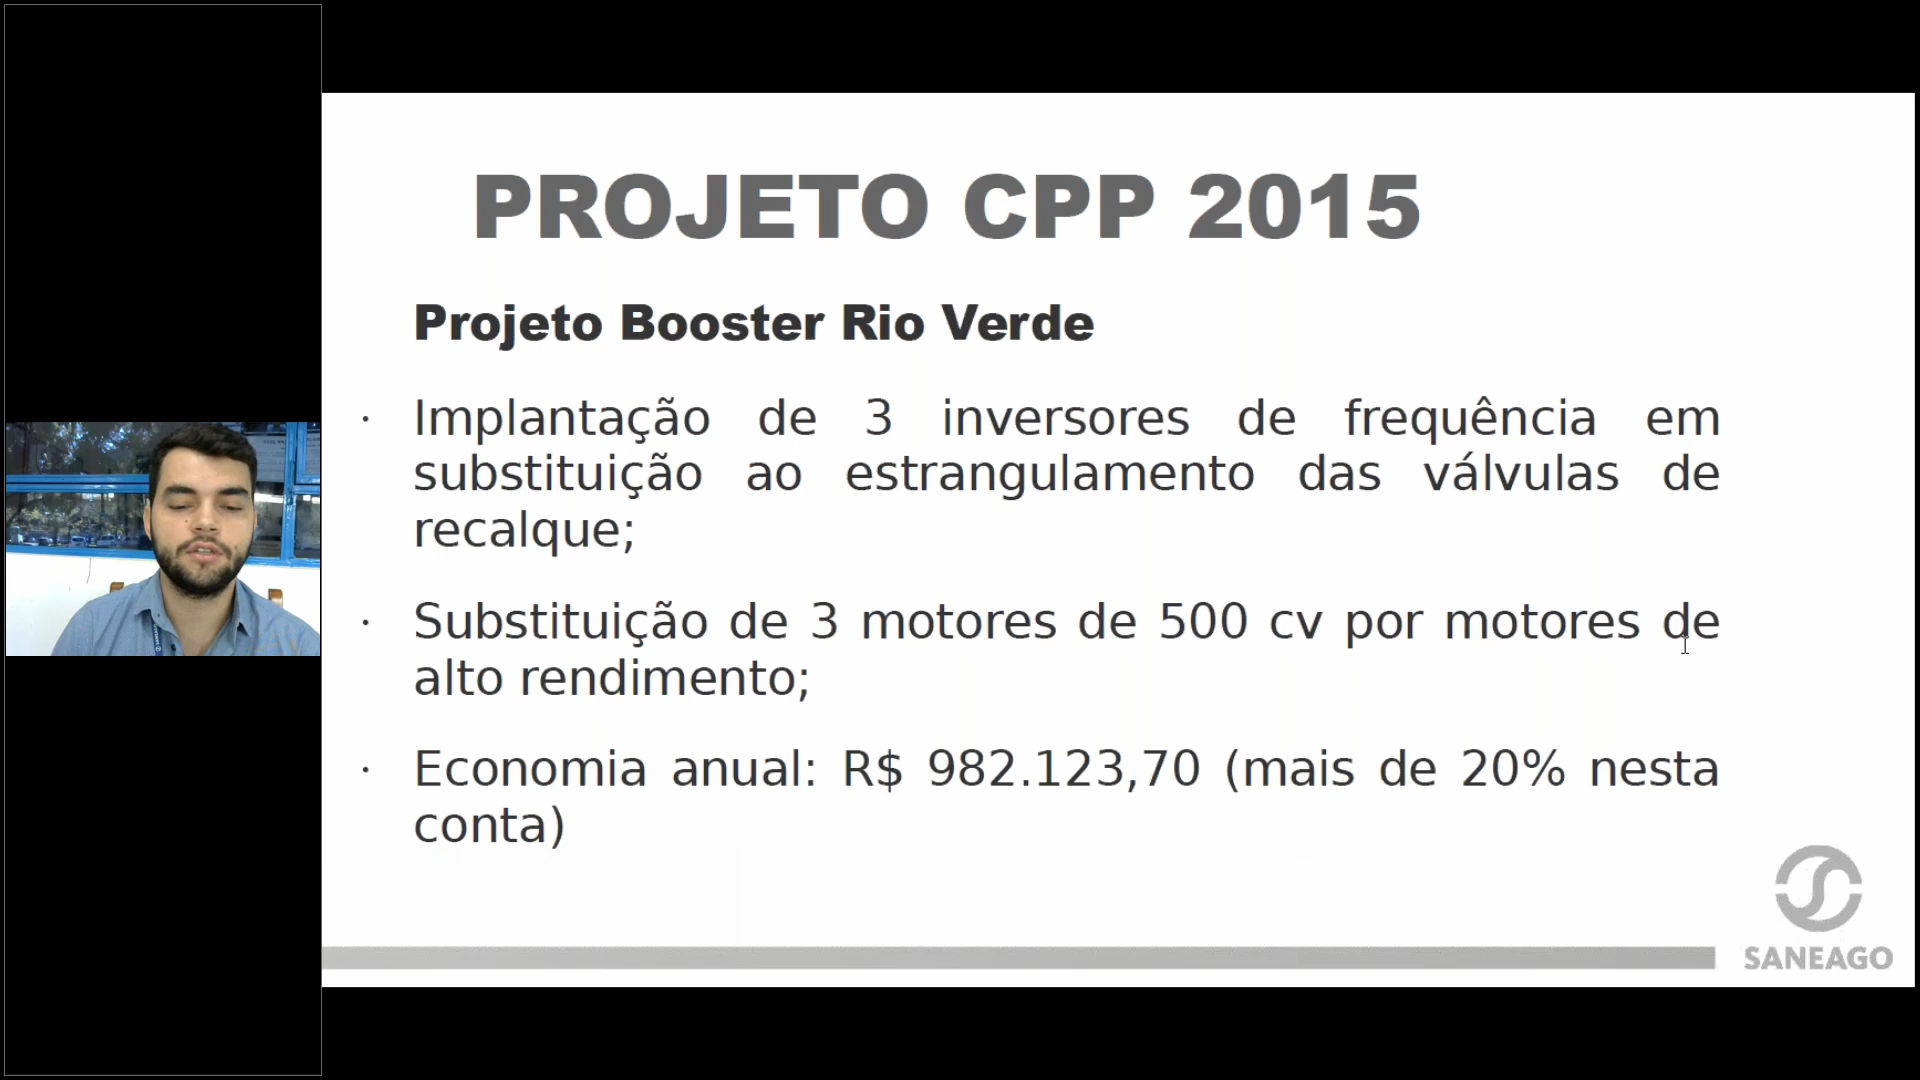 PROJETO CPP 2015
Projeto Booster Rio Verde
· Implantação de 3 inversores de frequência em
substituição ao estrangulamento das válvulas de
recalque;
· Substituição de 3 motores de 500 cv por motores de
alto rendimento;
· Economia anual: R$ 982.123,70 (mais de 20% nesta
conta)
SANEAGO